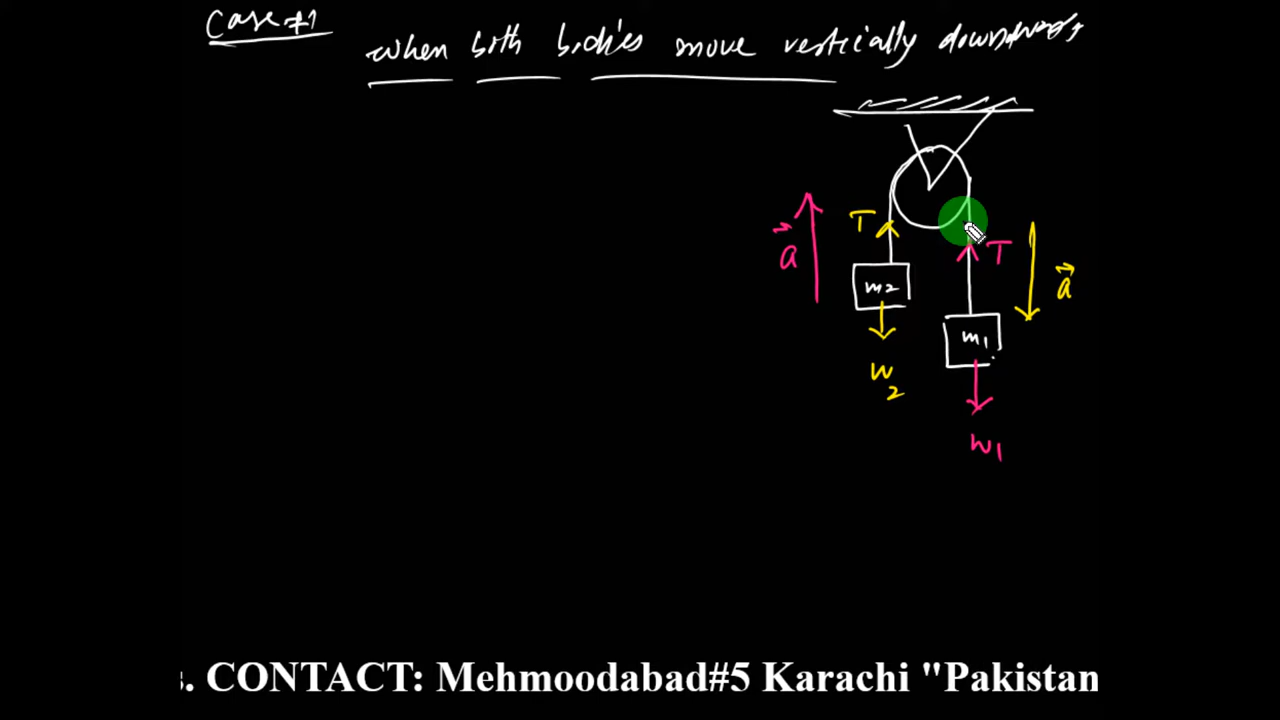 Case #1
when both bodies move vertically downwards
T
T
a
a
m2
m1
W2
W1
s. CONTACT: Mehmoodabad#5 Karachi "Pakistan